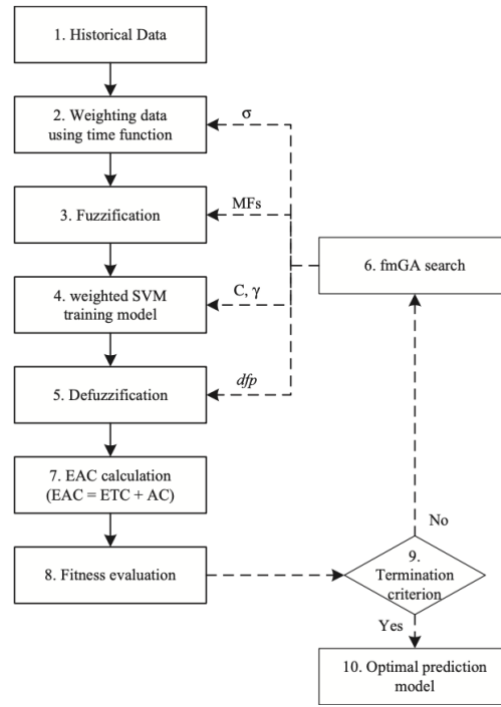 1. Historical Data
2. Weighting data
using time function
σ
3. Fuzzification
MFs
6. fmGA search
4. weighted SVM
training model
C, γ
5. Defuzzification
dfp
7. EAC calculation
(EAC = ETC + AC)
No
8. Fitness evaluation
9.
Termination
criterion
Yes
10. Optimal prediction
model